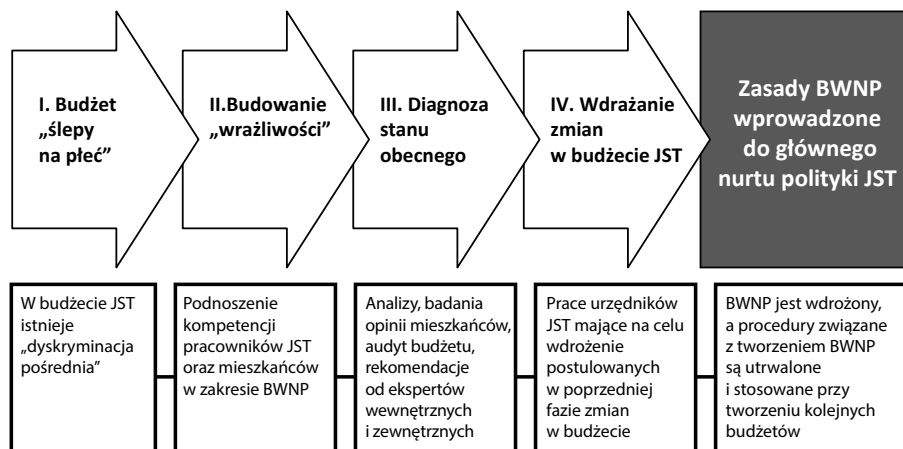 I. Budżet
„ślepy
na płeć”
II.Budowanie
„wrażliwości”
III. Diagnoza
stanu
obecnego
IV. Wdrażanie
zmian
w budżecie JST
Zasady BWNP
wprowadzone
do głównego
nurtu polityki JST
W budżecie JST
istnieje
„dyskryminacja
pośrednia”
Podnoszenie
kompetencji
pracowników JST
oraz mieszkańców
w zakresie BWNP
Analizy, badania
opinii mieszkańców,
audyt budżetu,
rekomendacje
od ekspertów
wewnętrznych
i zewnętrznych
Prace urzędników
JST mające na celu
wdrożenie
postulowanych
w poprzedniej
fazie zmian
w budżecie
BWNP jest wdrożony,
a procedury związane
z tworzeniem BWNP
są utrwalone
i stosowane przy
tworzeniu kolejnych
budżetów